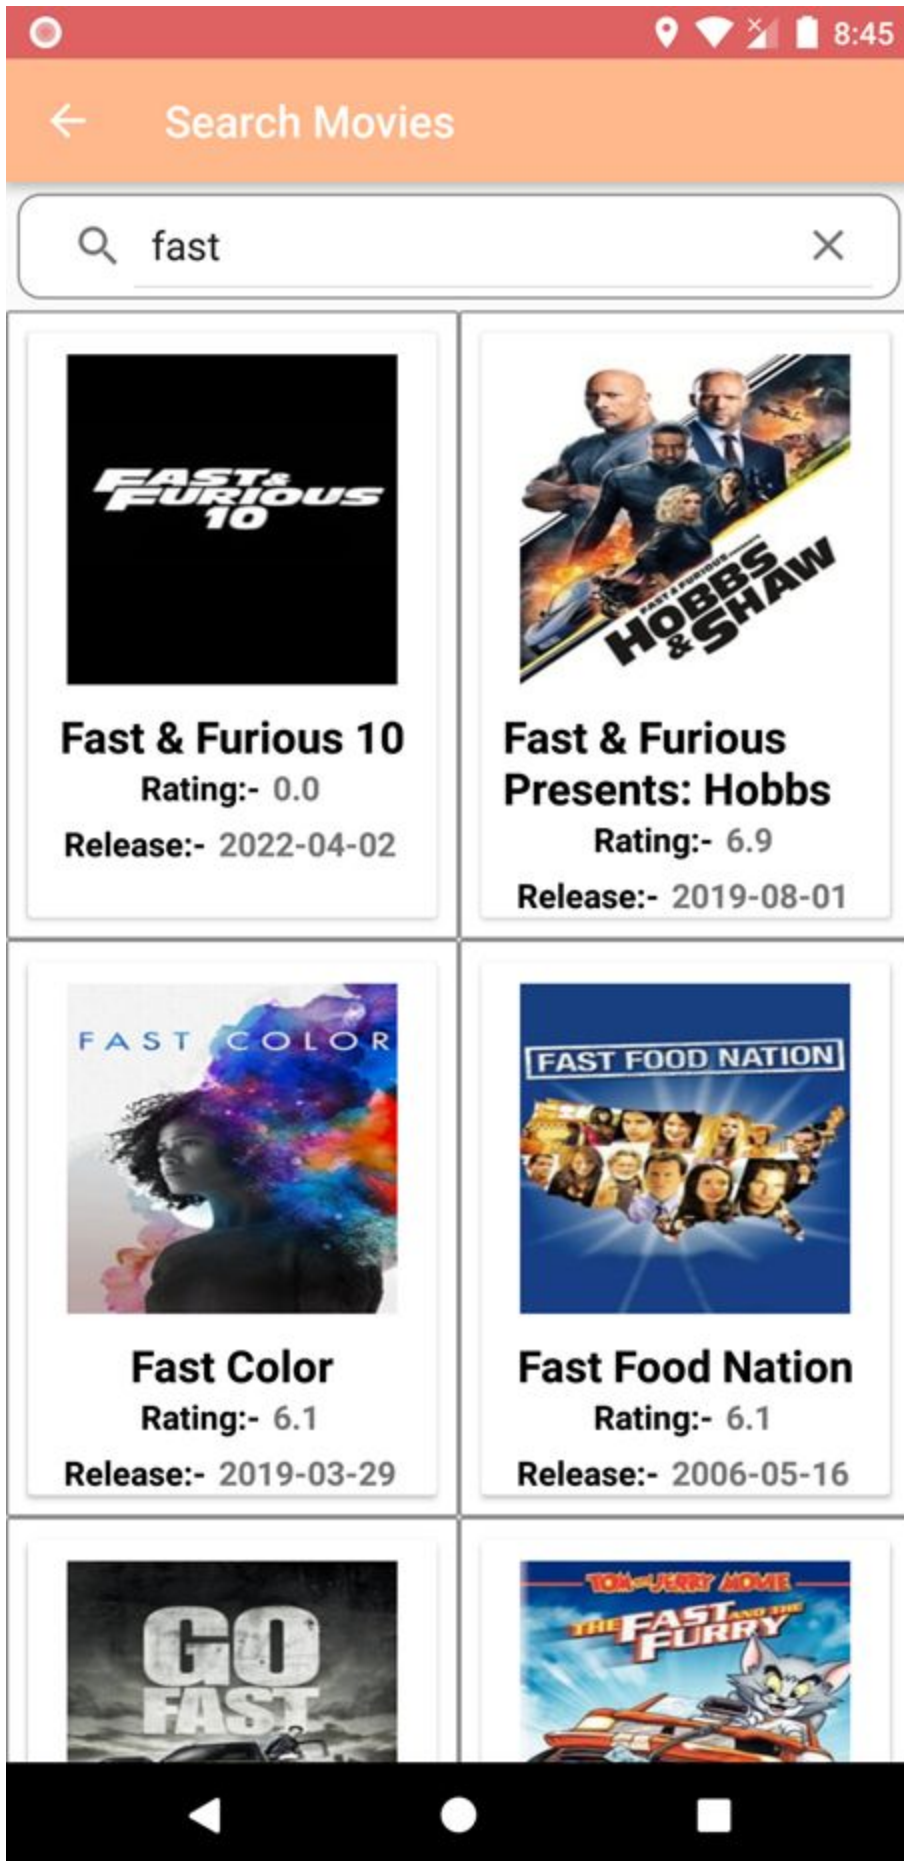 8:45
Search Movies
fast
FAST &
FURIOUS
10
FAST & FURIOUS PRESENTS
HOBBS
& SHAW
Fast & Furious 10
Rating:- 0.0
Release:- 2022-04-02
Fast & Furious
Presents: Hobbs
Rating:- 6.9
Release:- 2019-08-01
FAST COLOR
FAST FOOD NATION
Fast Color
Rating:- 6.1
Release:- 2019-03-29
Fast Food Nation
Rating:- 6.1
Release:- 2006-05-16
GO
FAST
TOM AND JERRY MOVIE
THE FAST AND THE
FURRY